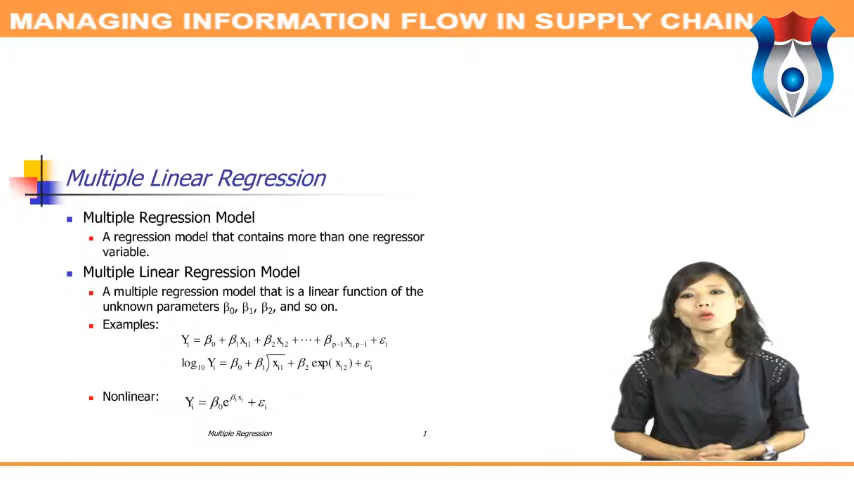 MANAGING INFORMATION FLOW IN SUPPLY CHAIN
Multiple Linear Regression
Multiple Regression Model
A regression model that contains more than one regressor
variable.
Multiple Linear Regression Model
A multiple regression model that is a linear function of the
unknown parameters β₀, β₁, β₂, and so on.
Examples:
Yᵢ = β₀ + β₁xᵢ₁ + β₂xᵢ₂ + ⋯ + βₚ₋₁xᵢ,ₚ₋₁ + εᵢ
log₁₀ Yᵢ = β₀ + β₁√xᵢ₁ + β₂ exp(xᵢ₂) + εᵢ
Nonlinear: Yᵢ = β₀e^(β₁xᵢ) + εᵢ
Multiple Regression 1